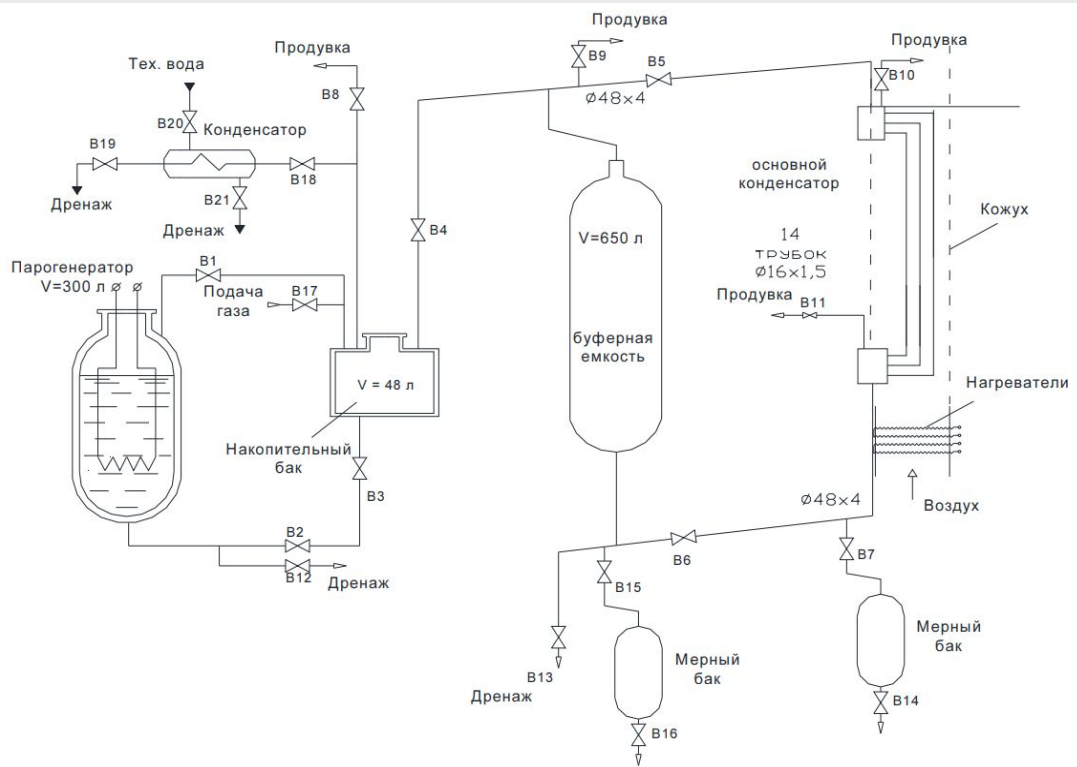 Продувка
В9
В5
Продувка
В10
Ø48×4
Продувка
В8
Тех. вода
В20
Конденсатор
В19
В18
В21
Дренаж
Дренаж
основной
конденсатор
Кожух
В4
V=650 л
14
ТРУБОК
Ø16×1,5
Парогенератор
V=300 л
В1
Подача
газа
В17
Продувка
В11
буферная
емкость
V = 48 л
Нагреватели
Накопительный
бак
В3
Ø48×4
Воздух
В2
В12
Дренаж
В6
В7
В15
Мерный
бак
Мерный
бак
В13
Дренаж
В14
В16